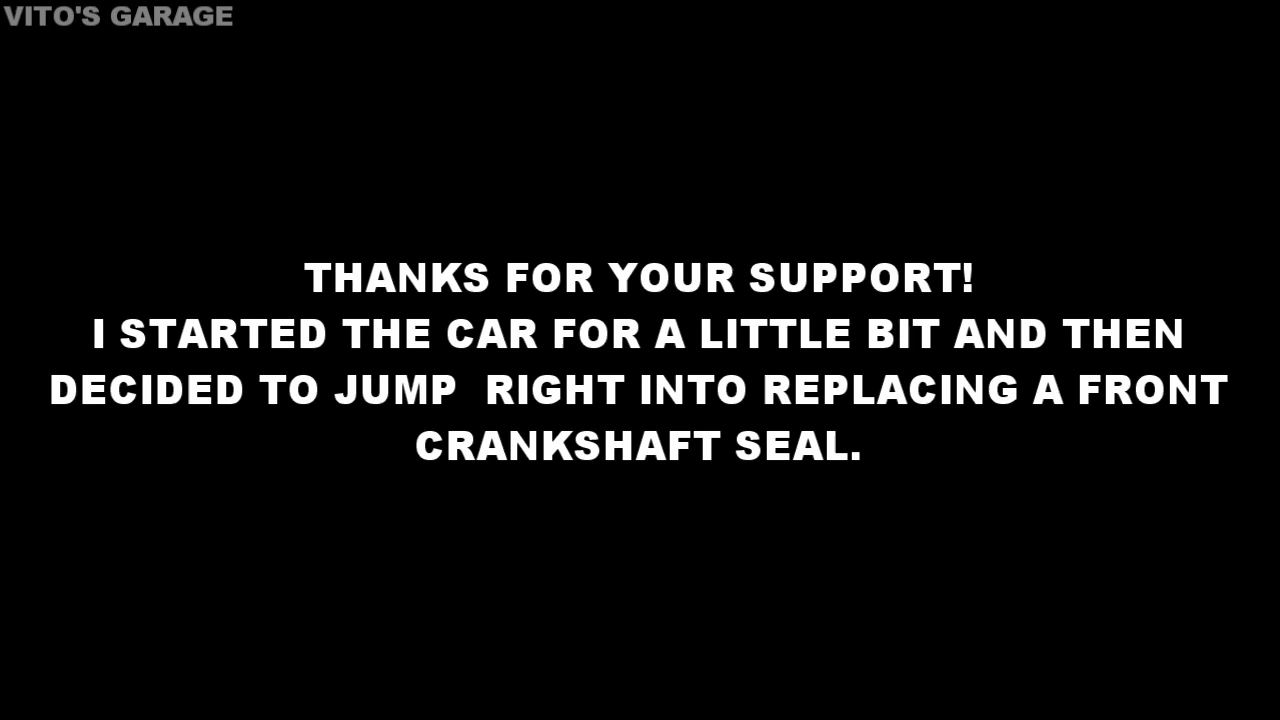 VITO'S GARAGE
THANKS FOR YOUR SUPPORT!
I STARTED THE CAR FOR A LITTLE BIT AND THEN
DECIDED TO JUMP  RIGHT INTO REPLACING A FRONT
CRANKSHAFT SEAL.